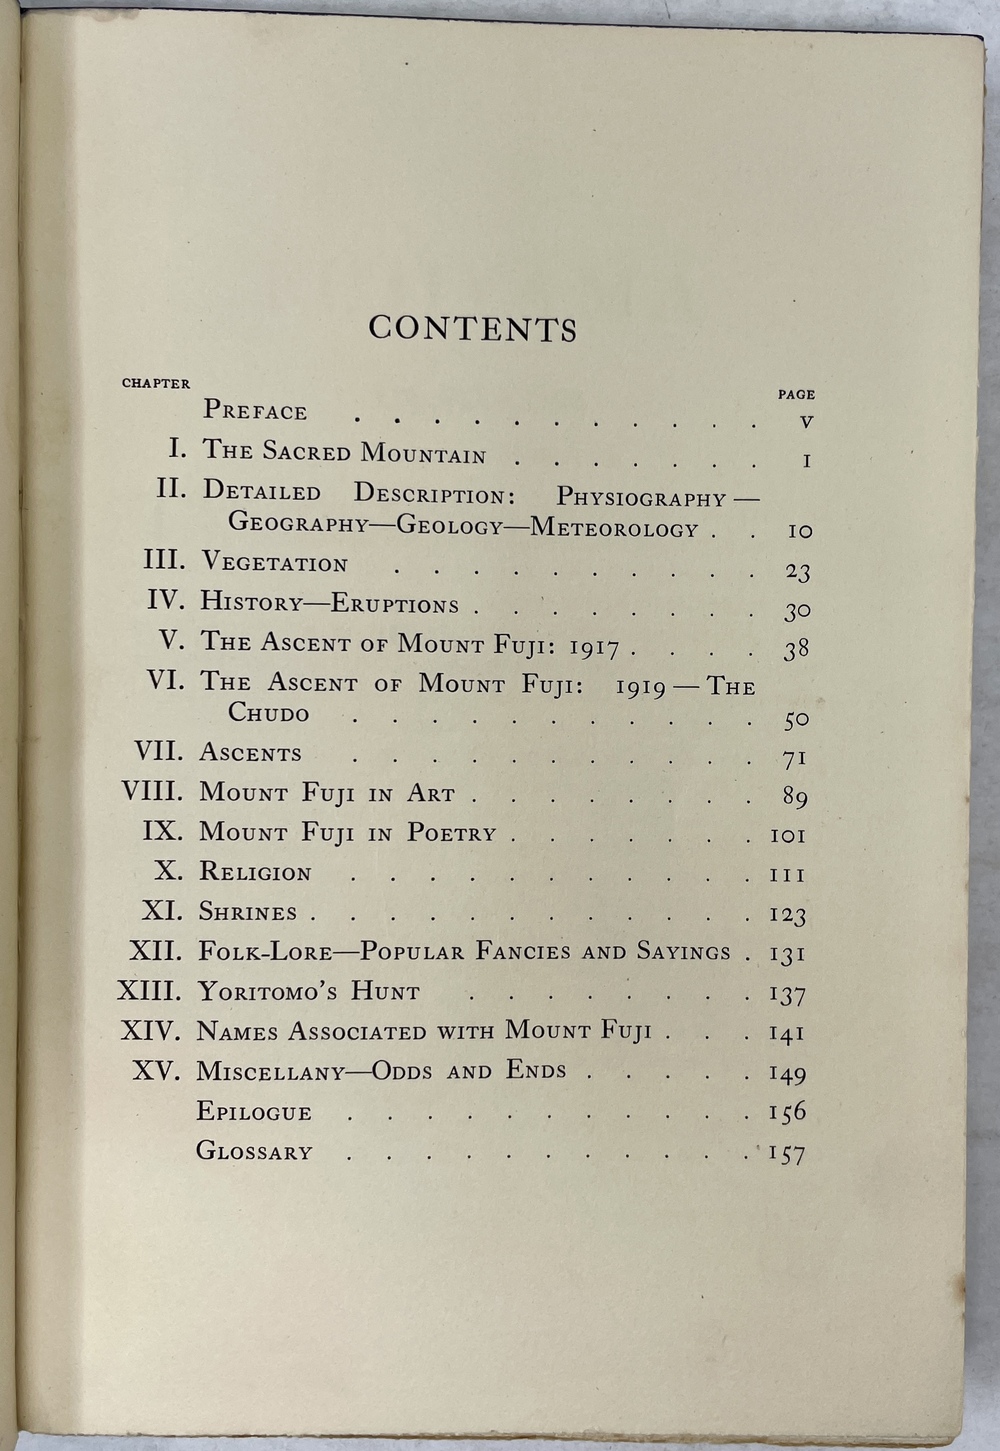 CONTENTS
CHAPTER PAGE
PREFACE . . . . . . . . . . . V
I. THE SACRED MOUNTAIN . . . . . . . 1
II. DETAILED DESCRIPTION: PHYSIOGRAPHY —
GEOGRAPHY—GEOLOGY—METEOROLOGY . . 10
III. VEGETATION . . . . . . . . . . 23
IV. HISTORY—ERUPTIONS . . . . . . . . 30
V. THE ASCENT OF MOUNT FUJI: 1917 . . . . 38
VI. THE ASCENT OF MOUNT FUJI: 1919 — THE
CHUDO . . . . . . . . . . . 50
VII. ASCENTS . . . . . . . . . . . 71
VIII. MOUNT FUJI IN ART . . . . . . . . 89
IX. MOUNT FUJI IN POETRY . . . . . . . 101
X. RELIGION . . . . . . . . . . . 111
XI. SHRINES . . . . . . . . . . . . 123
XII. FOLK-LORE—POPULAR FANCIES AND SAYINGS . 131
XIII. YORITOMO'S HUNT . . . . . . . . 137
XIV. NAMES ASSOCIATED WITH MOUNT FUJI . . . 141
XV. MISCELLANY—ODDS AND ENDS . . . . . 149
EPILOGUE . . . . . . . . . . . 156
GLOSSARY . . . . . . . . . . . 157